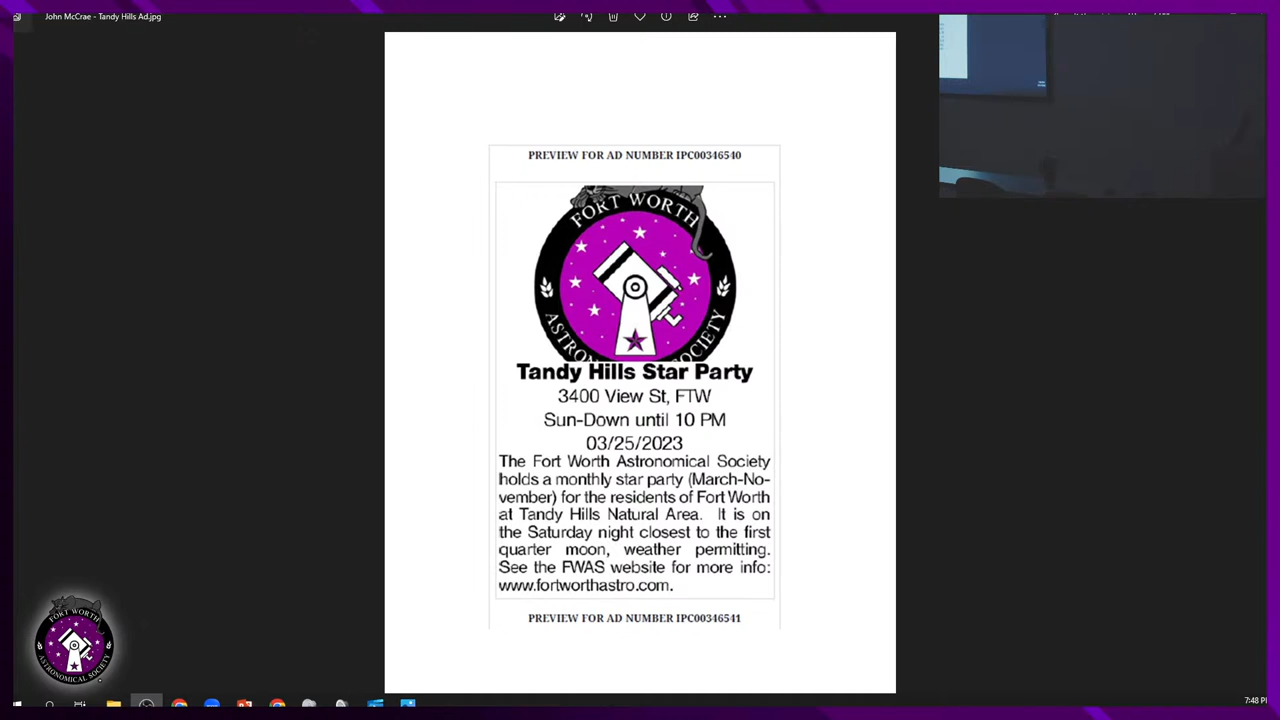 John McCrae - Tandy Hills Ad.jpg
PREVIEW FOR AD NUMBER IPC00346540
FORT WORTH
ASTRONOMICAL SOCIETY
Tandy Hills Star Party
3400 View St, FTW
Sun-Down until 10 PM
03/25/2023
The Fort Worth Astronomical Society
holds a monthly star party (March-No-
vember) for the residents of Fort Worth
at Tandy Hills Natural Area. It is on
the Saturday night closest to the first
quarter moon, weather permitting.
See the FWAS website for more info:
www.fortworthastro.com.
PREVIEW FOR AD NUMBER IPC00346541
FORT WORTH
ASTRONOMICAL SOCIETY
7:48 P